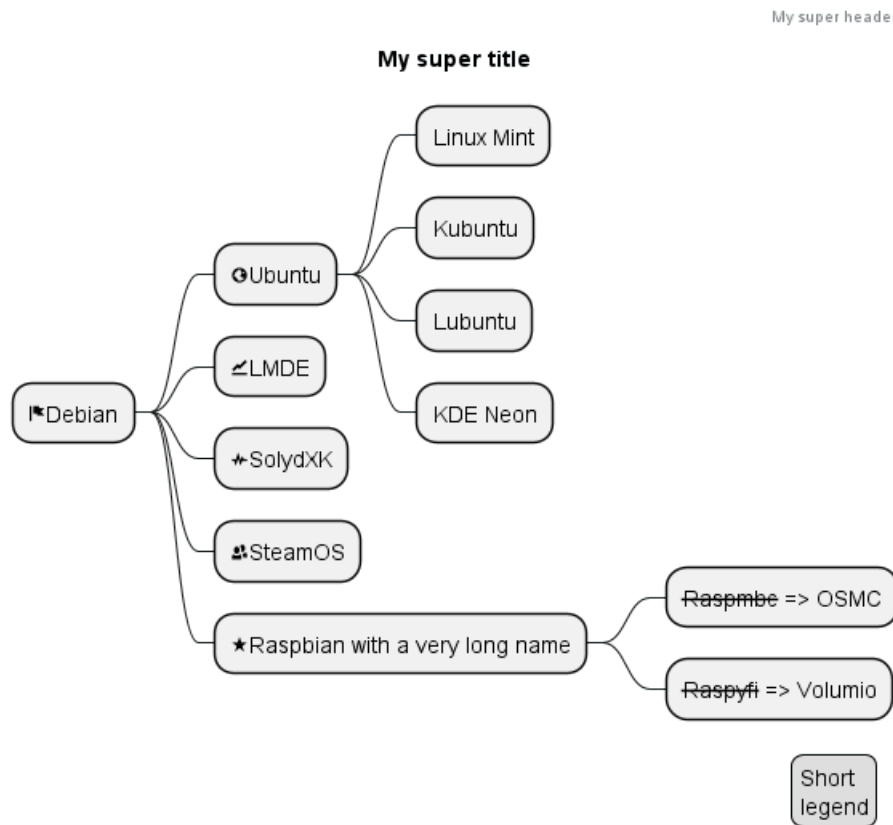 My super heade
My super title
Linux Mint
Kubuntu
Ubuntu
Lubuntu
LMDE
Debian
KDE Neon
SolydXK
SteamOS
Raspmbc => OSMC
Raspbian with a very long name
Raspyfi => Volumio
Short
legend